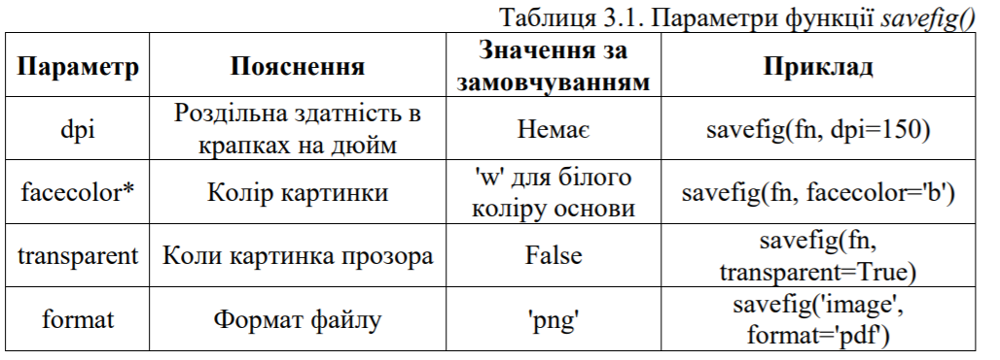 Таблиця 3.1. Параметри функції savefig()
Параметр
Пояснення
Значення за
замовчуванням
Приклад
dpi
Роздільна здатність в
крапках на дюйм
Немає
savefig(fn, dpi=150)
facecolor*
Колір картинки
'w' для білого
коліру основи
savefig(fn, facecolor='b')
transparent
Коли картинка прозора
False
savefig(fn,
transparent=True)
format
Формат файлу
'png'
savefig('image',
format='pdf')